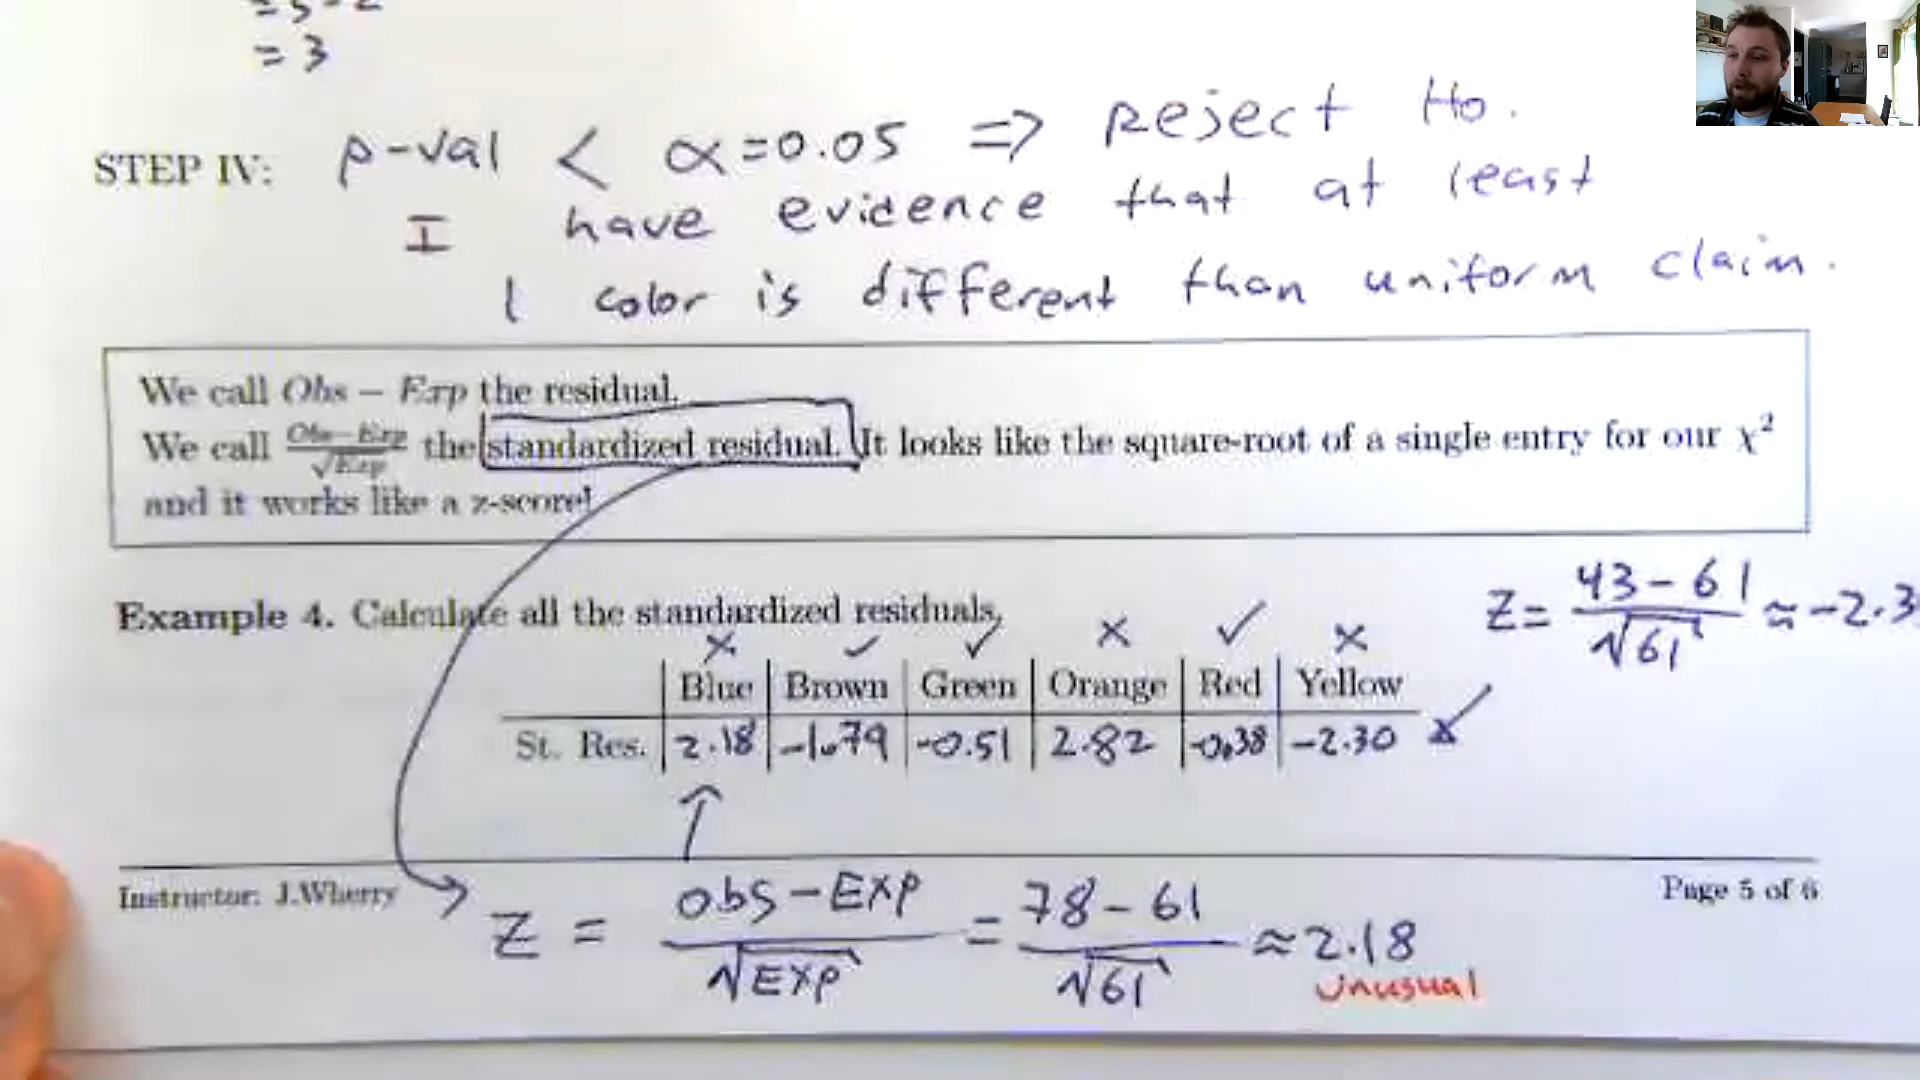 = 5-2
= 3
STEP IV: p-val < α=0.05 => Reject Ho.
I have evidence that at least
1 color is different than uniform claim.
We call Obs − Exp the residual.
We call Obs−Exp/√Exp the standardized residual. It looks like the square-root of a single entry for our χ²
and it works like a z-score!
Z= 43-61/√61 ≈ -2.3
Example 4. Calculate all the standardized residuals.
x ✓ ✓ x ✓ x
Blue Brown Green Orange Red Yellow
St. Res. 2.18 -1.79 -0.51 2.82 -0.38 -2.30
Instructor: J.Wherry
Page 5 of 6
Z = Obs-Exp/√Exp = 78-61/√61 ≈ 2.18
unusual